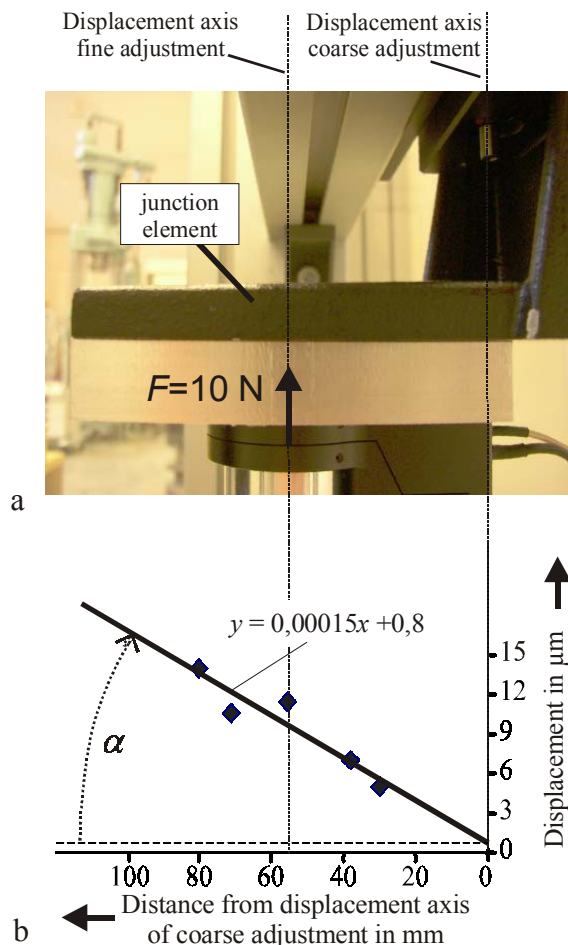 Displacement axis
fine adjustment
Displacement axis
coarse adjustment
junction
element
F=10 N
a
y = 0,00015x +0,8
α
15
12
9
6
3
0
Displacement in µm
100 80 60 40 20 0
b
Distance from displacement axis
of coarse adjustment in mm